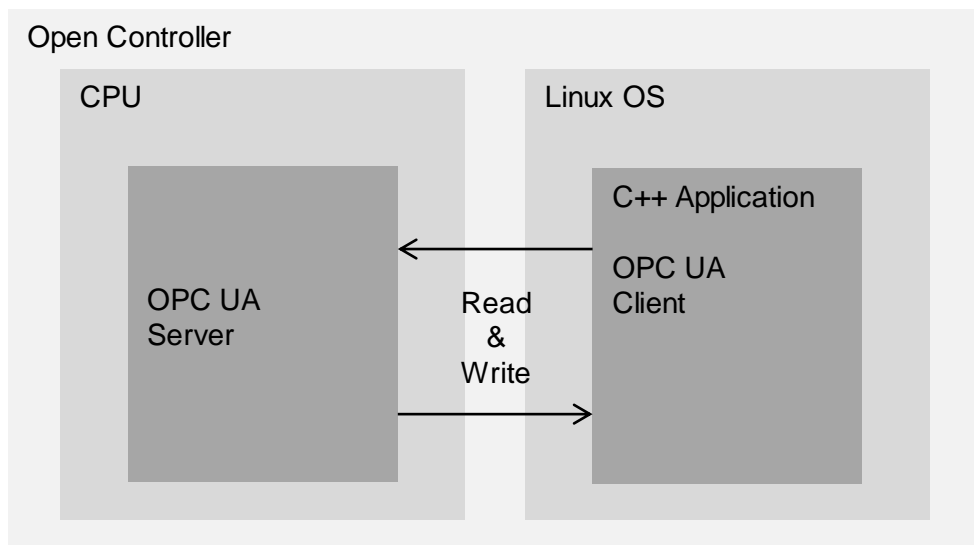 Open Controller
CPU
Linux OS
OPC UA
Server
Read
&
Write
C++ Application
OPC UA
Client